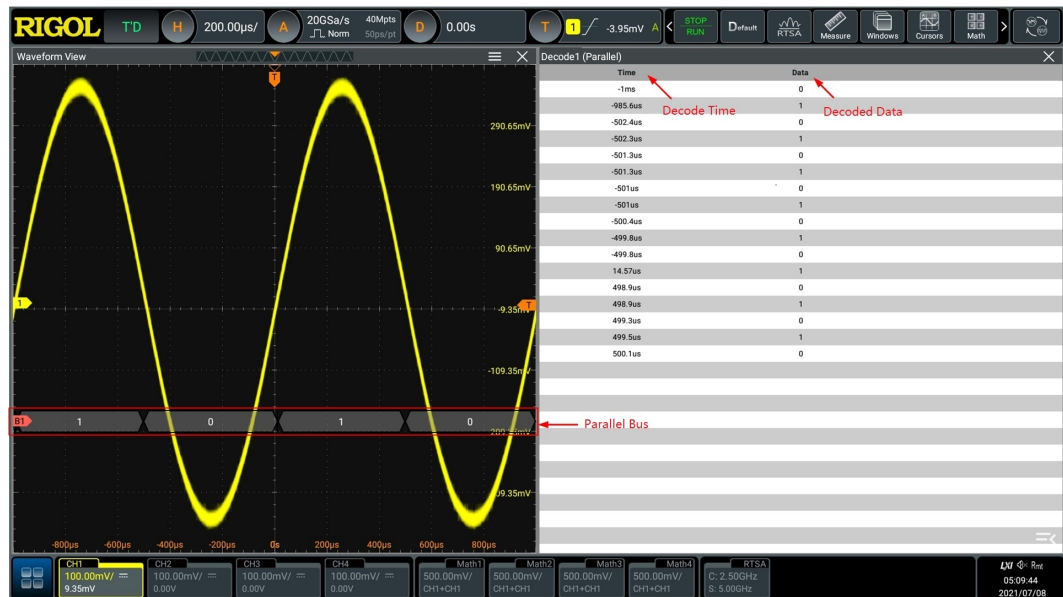 RIGOL T'D H 200.00μs/ A 20GSa/s 40Mpts Norm 50ps/pt D 0.00s T 1 -3.95mV A STOP RUN Default RTSA Measure Windows Cursors Math
Waveform View
Decode1 (Parallel)
Time Data
-1ms 0
-985.6us 1
Decode Time Decoded Data
-502.4us 0
-502.3us 1
-501.3us 0
-501.3us 1
-501us 0
-501us 1
-500.4us 0
-499.8us 1
-499.8us 0
14.57us 1
498.9us 0
498.9us 1
499.3us 0
499.5us 1
500.1us 0
T
290.65mV
190.65mV
90.65mV
1 -9.35mV T
-109.35mV
B1 1 0 1 0
Parallel Bus
-800μs -600μs -400μs -200μs 0s 200μs 400μs 600μs 800μs
CH1 CH2 CH3 CH4 Math1 Math2 Math3 Math4 RTSA
100.00mV/ 100.00mV/ 100.00mV/ 100.00mV/ 500.00mV/ 500.00mV/ 500.00mV/ 500.00mV/ C: 2.50GHz
9.35mV 0.00V 0.00V 0.00V CH1+CH1 CH1+CH1 CH1+CH1 CH1+CH1 S: 5.00GHz
LXI Rmt
05:09:44
2021/07/08